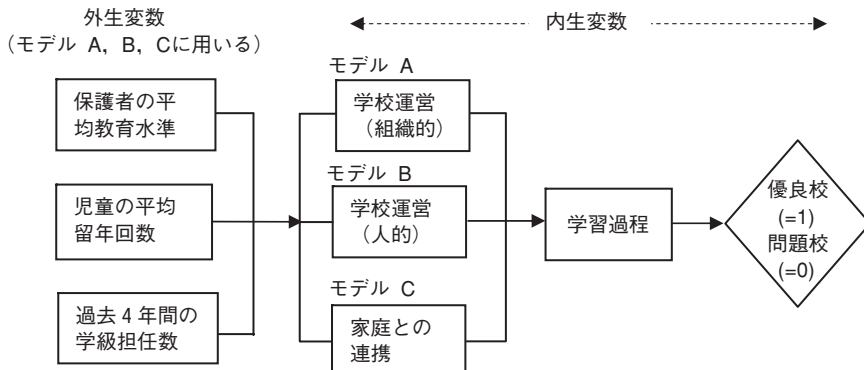 外生変数
（モデル A, B, Cに用いる）
内生変数
保護者の平
均教育水準
児童の平均
留年回数
過去4年間の
学級担任数
モデル A
学校運営
（組織的）
モデル B
学校運営
（人的）
モデル C
家庭との
連携
学習過程
優良校
(=1)
問題校
(=0)